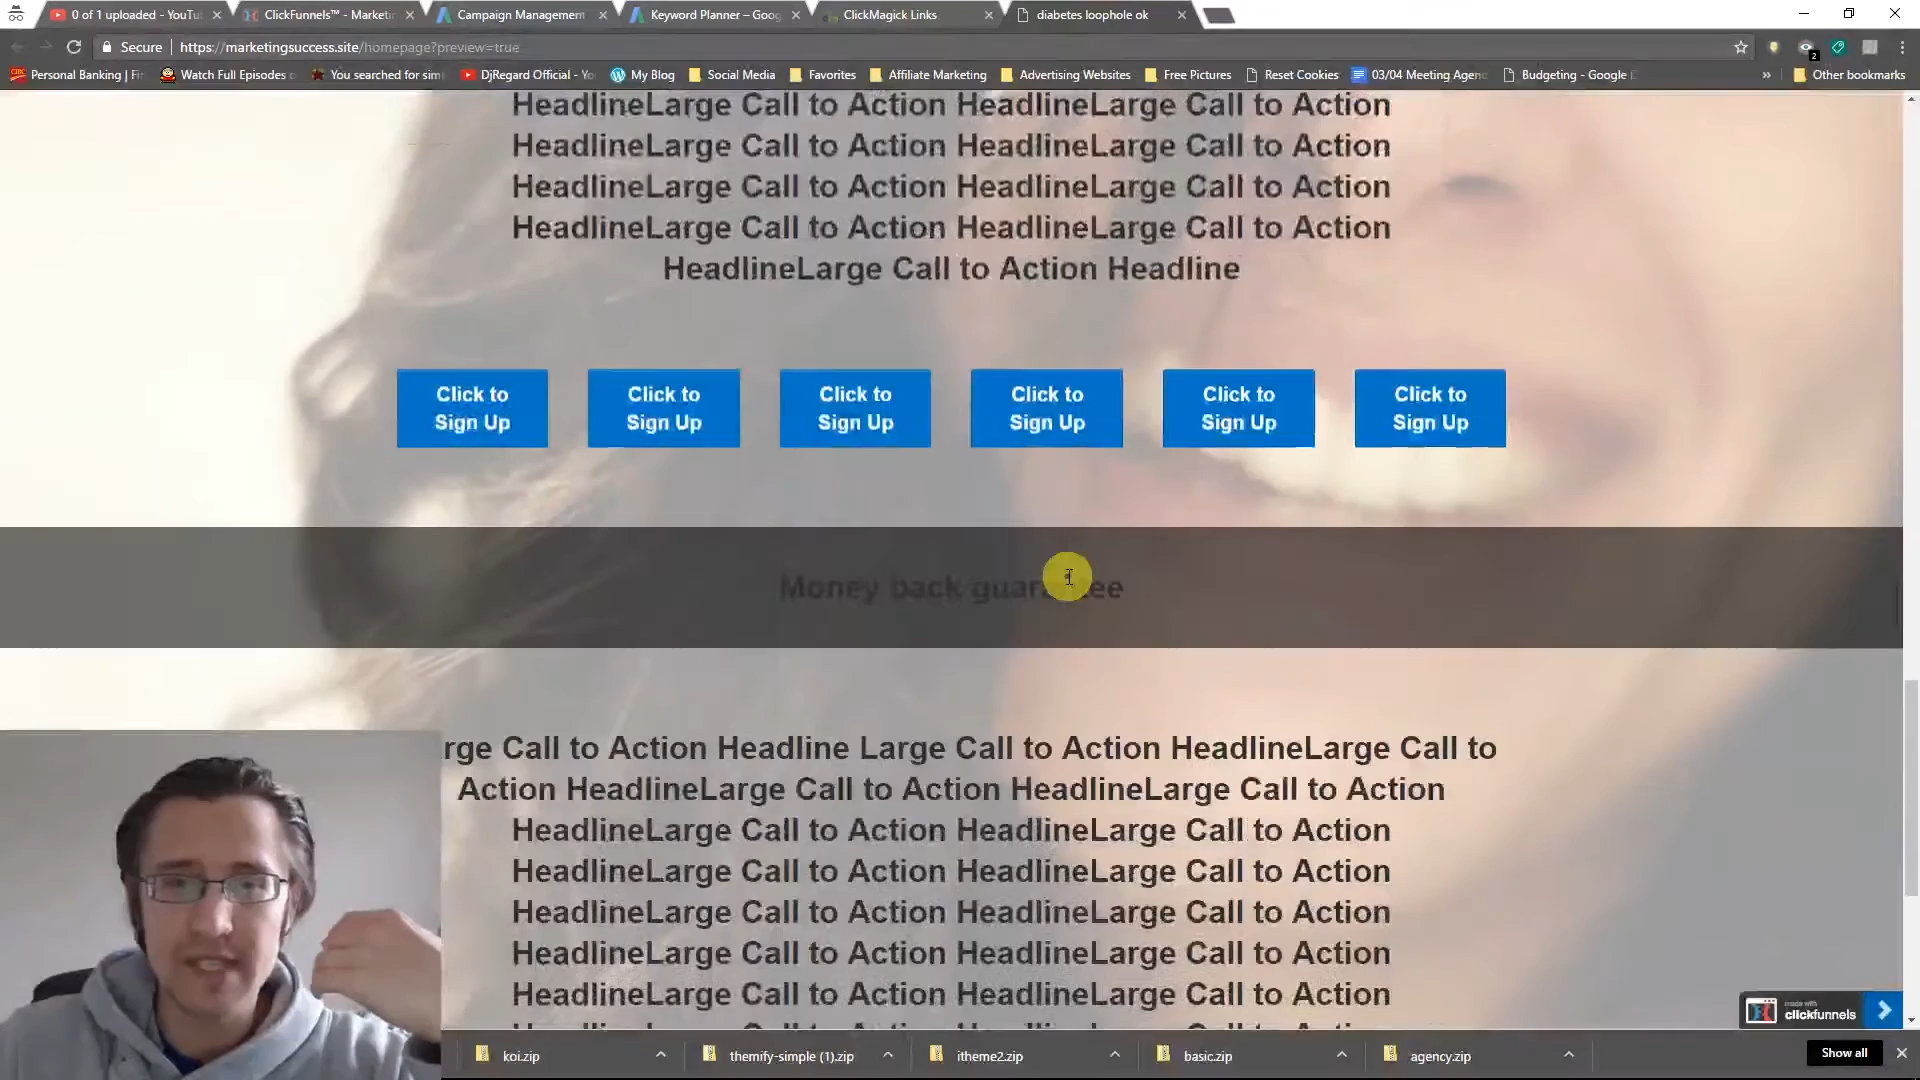 0 of 1 uploaded - YouTu
ClickFunnels™ - Marketin
Campaign Management
Keyword Planner – Goog
ClickMagick Links
diabetes loophole ok
Secure
https://marketingsuccess.site/homepage?preview=true
2
CIBC Personal Banking | Fi
Watch Full Episodes o
You searched for sim
DjRegard Official - Yo
My Blog
Social Media
Favorites
Affiliate Marketing
Advertising Websites
Free Pictures
Reset Cookies
03/04 Meeting Agen
Budgeting - Google
Other bookmarks
HeadlineLarge Call to Action HeadlineLarge Call to Action
HeadlineLarge Call to Action HeadlineLarge Call to Action
HeadlineLarge Call to Action HeadlineLarge Call to Action
HeadlineLarge Call to Action HeadlineLarge Call to Action
HeadlineLarge Call to Action Headline
Click to
Sign Up
Click to
Sign Up
Click to
Sign Up
Click to
Sign Up
Click to
Sign Up
Click to
Sign Up
Money back guarantee
rge Call to Action Headline Large Call to Action HeadlineLarge Call to
Action HeadlineLarge Call to Action HeadlineLarge Call to Action
HeadlineLarge Call to Action HeadlineLarge Call to Action
HeadlineLarge Call to Action HeadlineLarge Call to Action
HeadlineLarge Call to Action HeadlineLarge Call to Action
HeadlineLarge Call to Action HeadlineLarge Call to Action
HeadlineLarge Call to Action HeadlineLarge Call to Action
made with
clickfunnels
koi.zip
themify-simple (1).zip
itheme2.zip
basic.zip
agency.zip
Show all